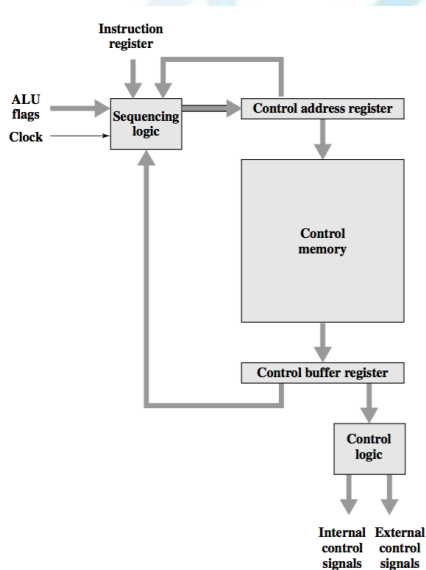 Instruction
register
ALU
flags
Clock
Sequencing
logic
Control address register
Control
memory
Control buffer register
Control
logic
Internal
control
signals
External
control
signals